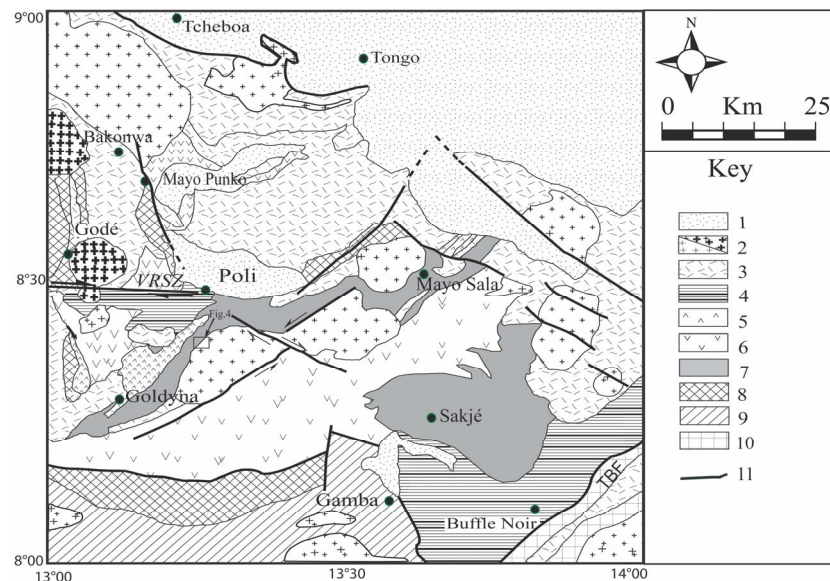 9°00
Tcheboa
Tongo
Bakonwa
Mayo Punko
Godé
VRSZ
Poli
8°30
Mayo Sala
Fig.4
Goldyna
Sakjé
Gamba
TBF
Buffle Noir
8°00
13°00
13°30
14°00
N
0 Km 25
Key
1
2
3
4
5
6
7
8
9
10
11